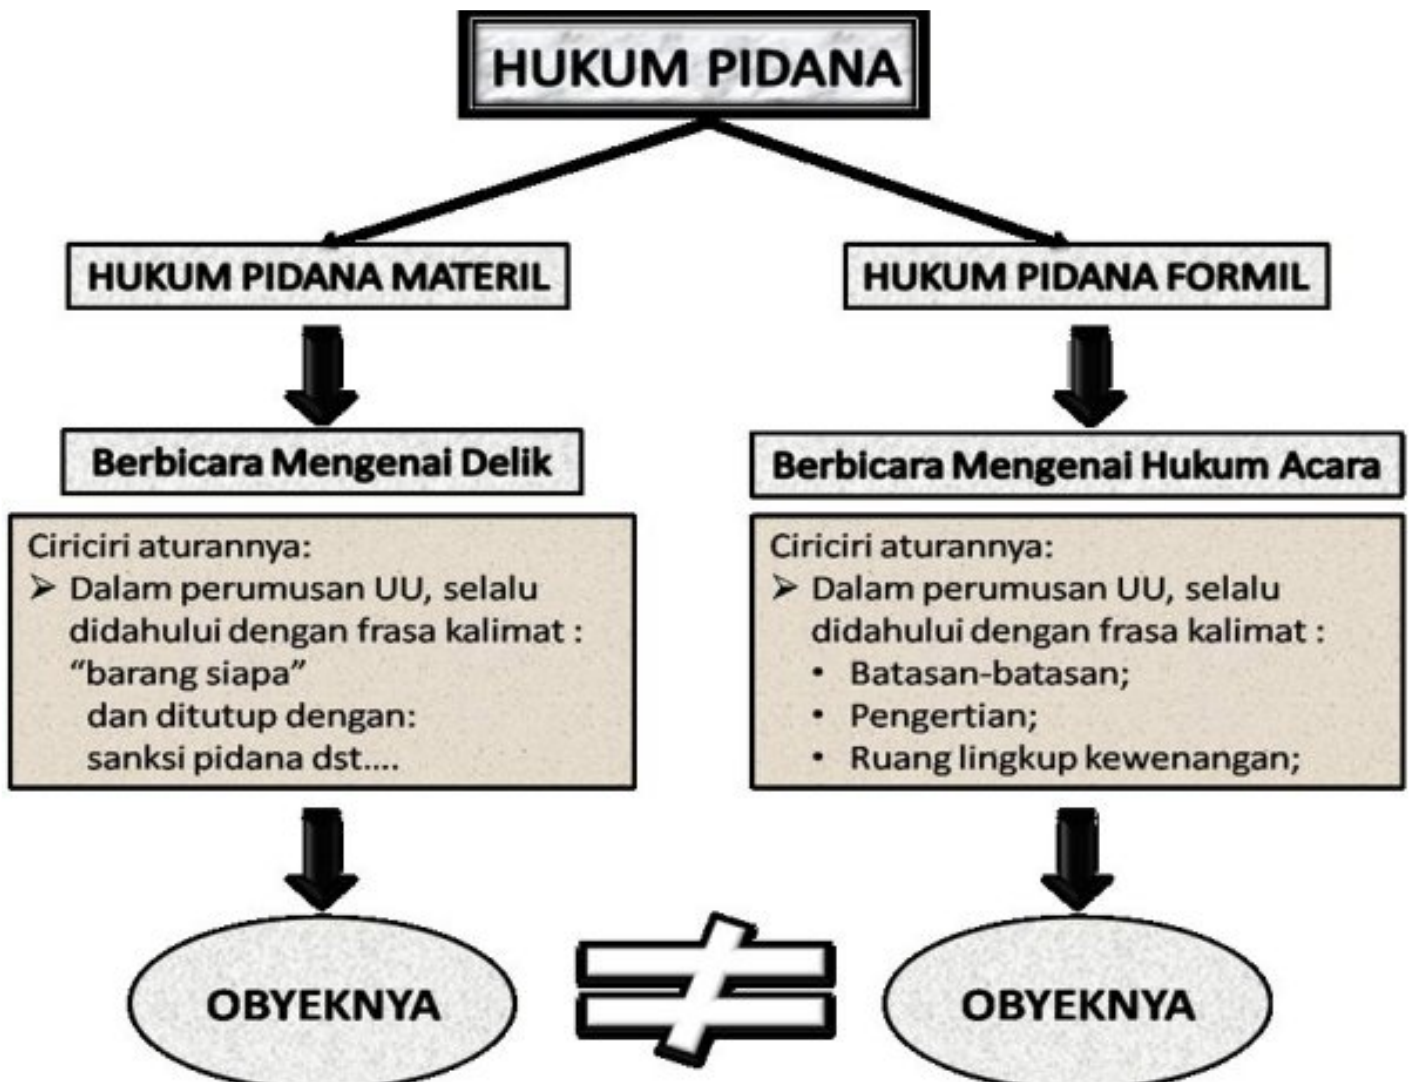 HUKUM PIDANA
HUKUM PIDANA MATERIL
Berbicara Mengenai Delik
Ciriciri aturannya:
➢ Dalam perumusan UU, selalu
didahului dengan frasa kalimat :
“barang siapa”
dan ditutup dengan:
sanksi pidana dst....
OBYEKNYA
≠
HUKUM PIDANA FORMIL
Berbicara Mengenai Hukum Acara
Ciriciri aturannya:
➢ Dalam perumusan UU, selalu
didahului dengan frasa kalimat :
• Batasan-batasan;
• Pengertian;
• Ruang lingkup kewenangan;
OBYEKNYA